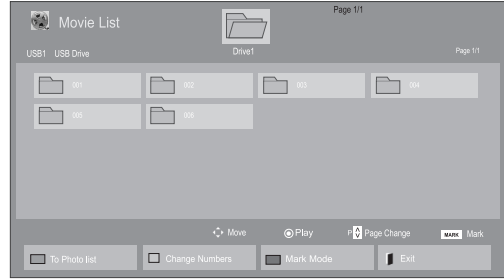 Page 1/1
Movie List
Drive1
USB1 USB Drive Page 1/1
001 002 003 004
005 006
Move Play P Page Change MARK Mark
To Photo list Change Numbers Mark Mode Exit